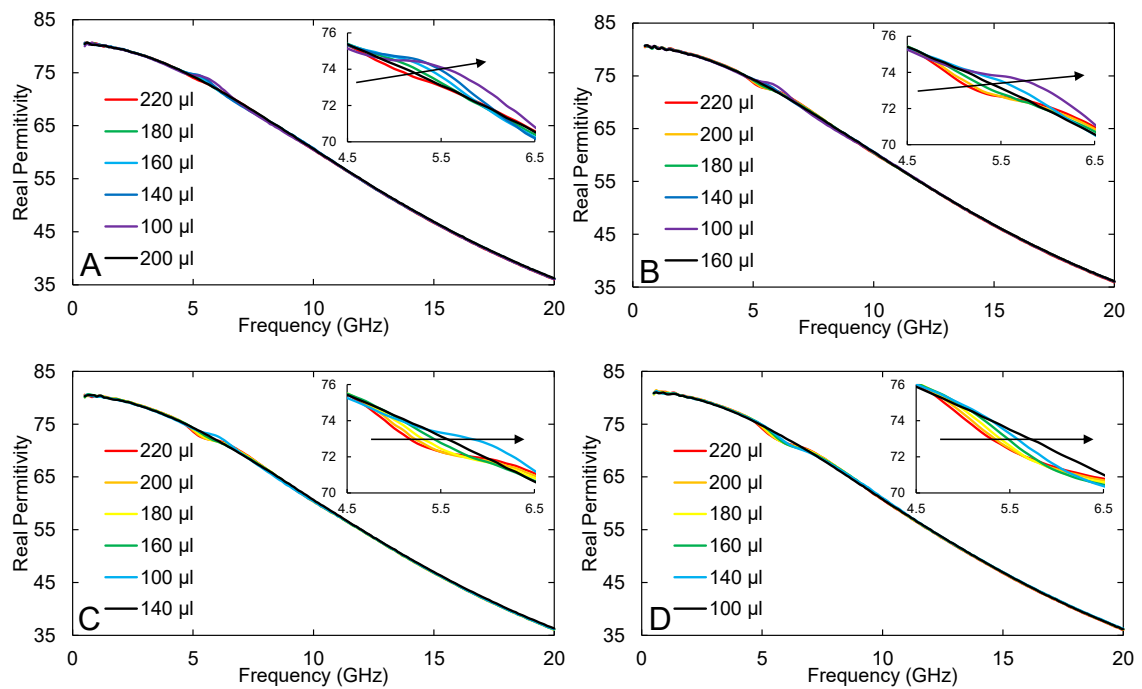 85
75
65
55
45
35
Real Permitivity
0 5 10 15 20
Frequency (GHz)
220 µl
180 µl
160 µl
140 µl
100 µl
200 µl
A
76
74
72
70
4.5 5.5 6.5
85
75
65
55
45
35
Real Permitivity
0 5 10 15 20
Frequency (GHz)
220 µl
200 µl
180 µl
140 µl
100 µl
160 µl
B
76
74
72
70
4.5 5.5 6.5
85
75
65
55
45
35
Real Permitivity
0 5 10 15 20
Frequency (GHz)
220 µl
200 µl
180 µl
160 µl
100 µl
140 µl
C
76
74
72
70
4.5 5.5 6.5
85
75
65
55
45
35
Real Permitivity
0 5 10 15 20
Frequency (GHz)
220 µl
200 µl
180 µl
160 µl
140 µl
100 µl
D
76
74
72
70
4.5 5.5 6.5